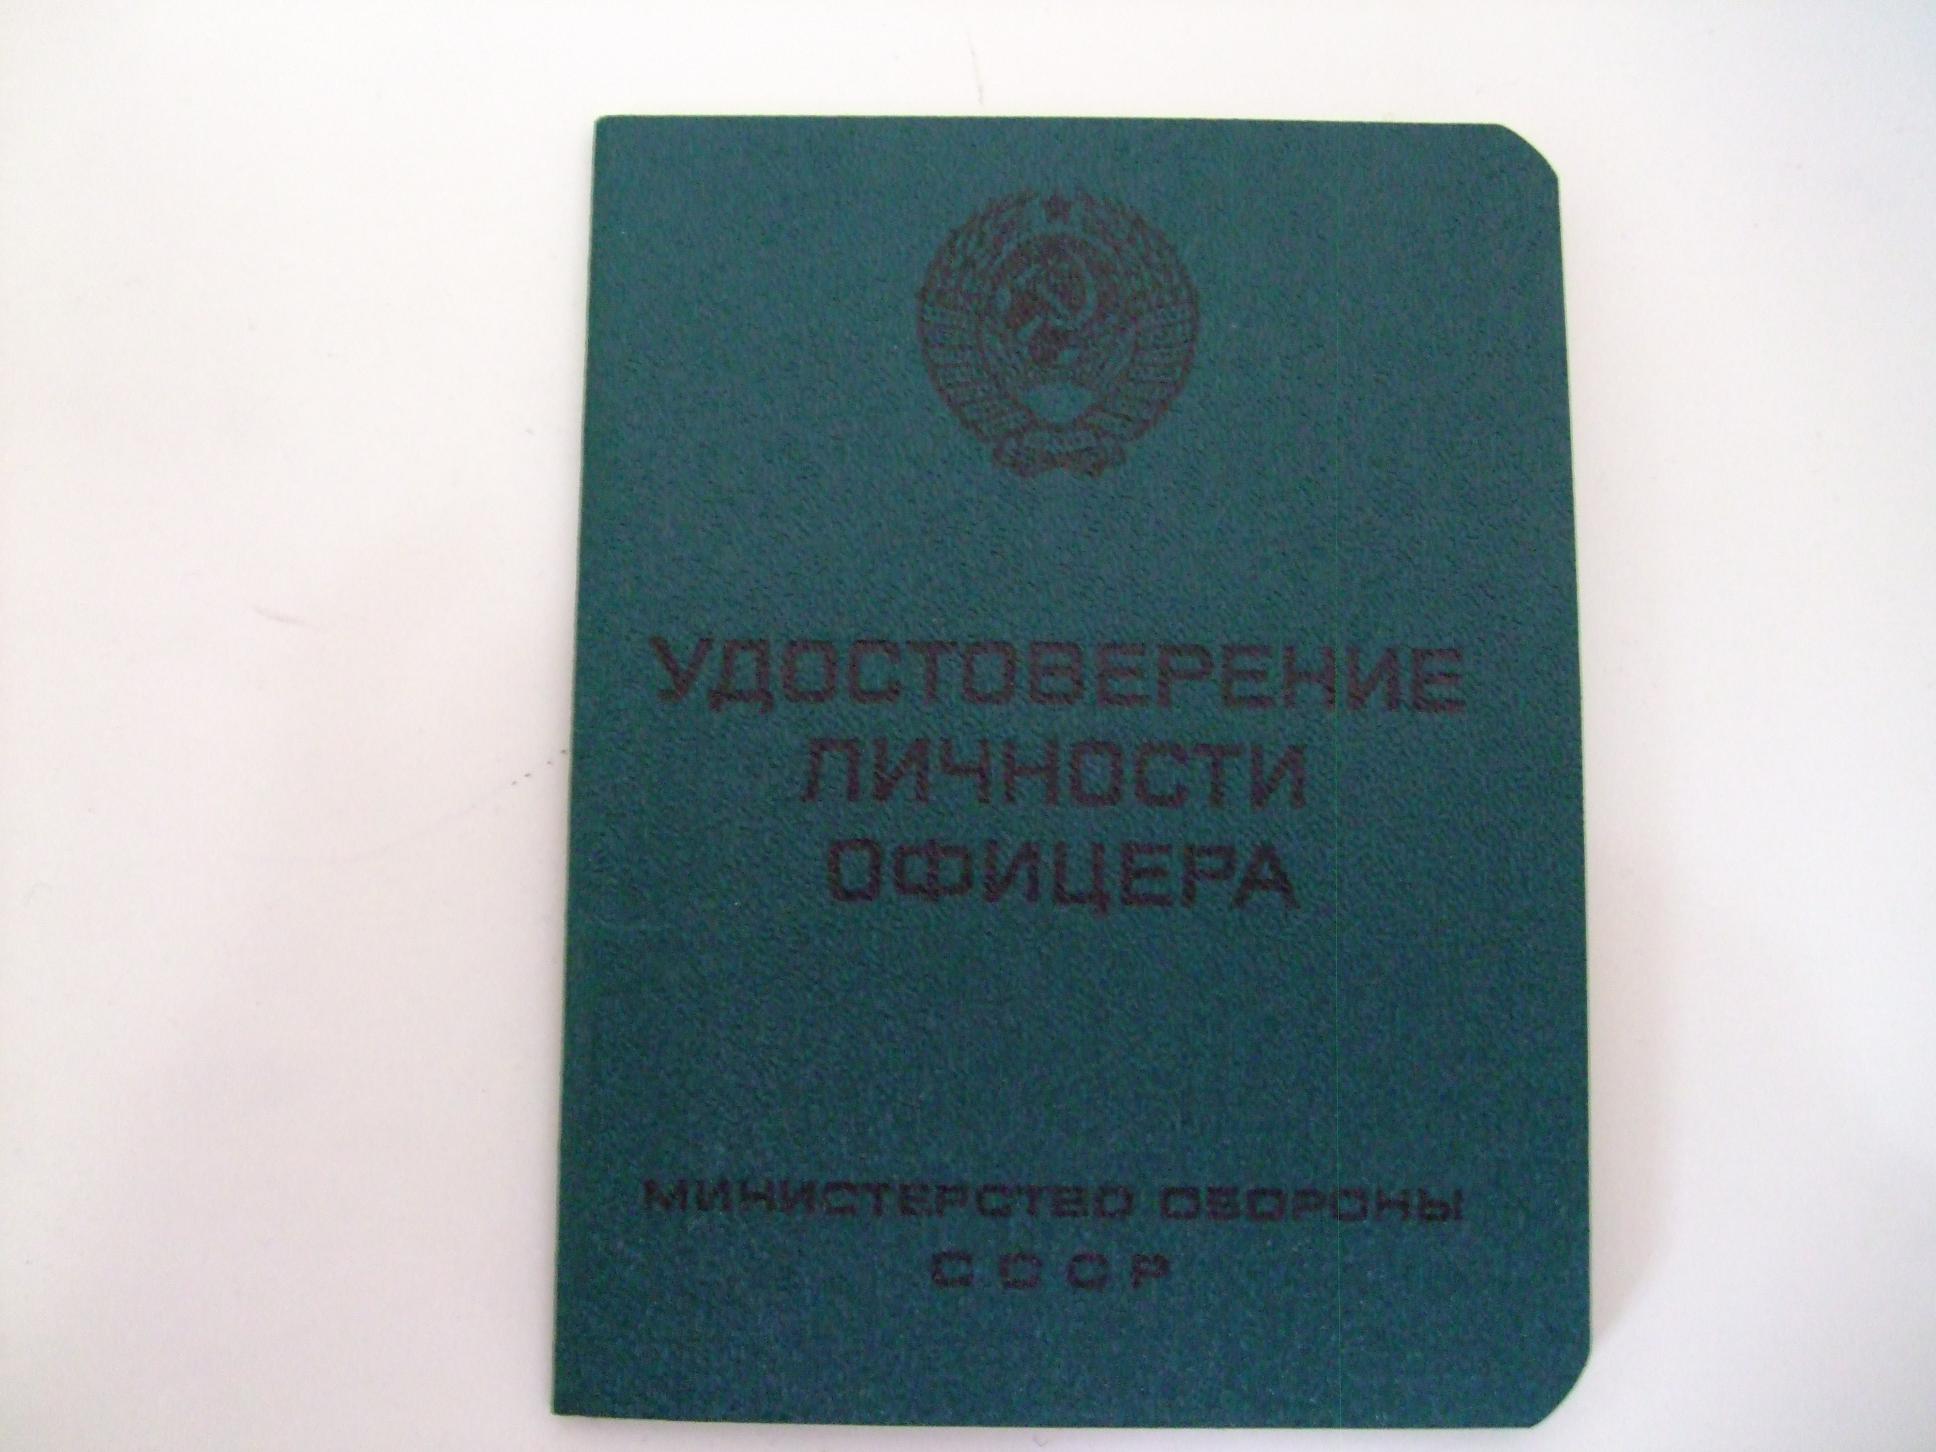 УДОСТОВЕРЕНИЕ
ЛИЧНОСТИ
ОФИЦЕРА
МИНИСТЕРСТВО ОБОРОНЫ
СССР